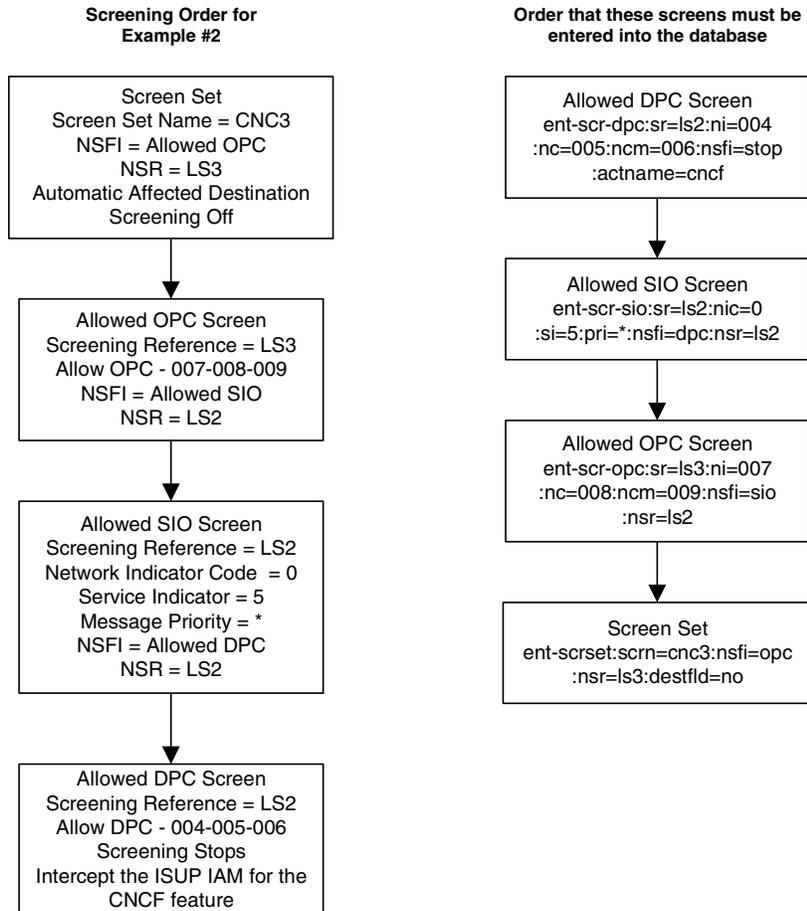 Screening Order for
Example #2
Screen Set
Screen Set Name = CNC3
NSFI = Allowed OPC
NSR = LS3
Automatic Affected Destination
Screening Off
Allowed OPC Screen
Screening Reference = LS3
Allow OPC - 007-008-009
NSFI = Allowed SIO
NSR = LS2
Allowed SIO Screen
Screening Reference = LS2
Network Indicator Code = 0
Service Indicator = 5
Message Priority = *
NSFI = Allowed DPC
NSR = LS2
Allowed DPC Screen
Screening Reference = LS2
Allow DPC - 004-005-006
Screening Stops
Intercept the ISUP IAM for the
CNCF feature
Order that these screens must be
entered into the database
Allowed DPC Screen
ent-scr-dpc:sr=ls2:ni=004
:nc=005:ncm=006:nsfi=stop
:actname=cncf
Allowed SIO Screen
ent-scr-sio:sr=ls2:nic=0
:si=5:pri=*:nsfi=dpc:nsr=ls2
Allowed OPC Screen
ent-scr-opc:sr=ls3:ni=007
:nc=008:ncm=009:nsfi=sio
:nsr=ls2
Screen Set
ent-scrset:scrn=cnc3:nsfi=opc
:nsr=ls3:destfld=no